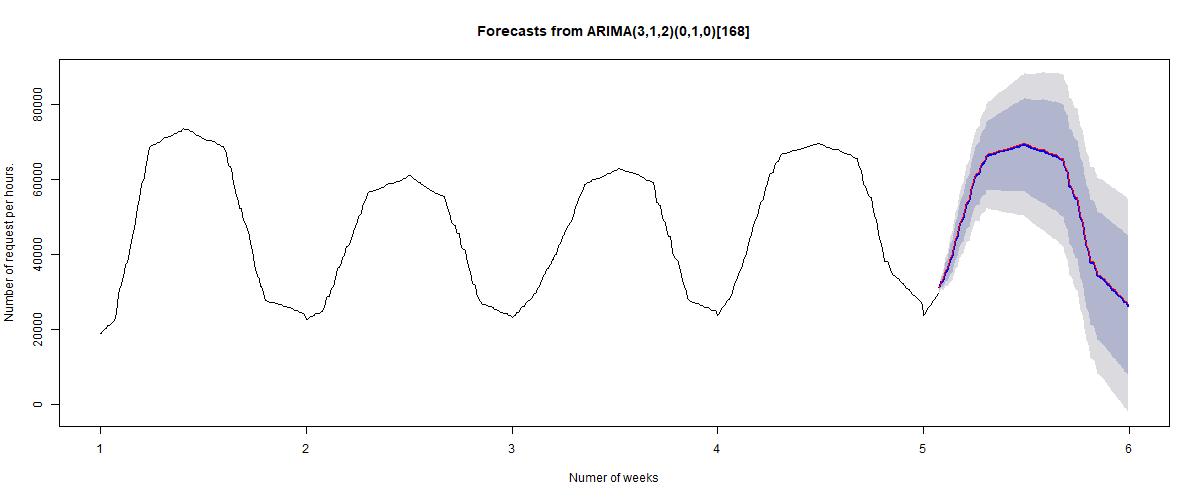 Forecasts from ARIMA(3,1,2)(0,1,0)[168]
Number of request per hours.
80000
60000
40000
20000
0
1 2 3 4 5 6
Numer of weeks